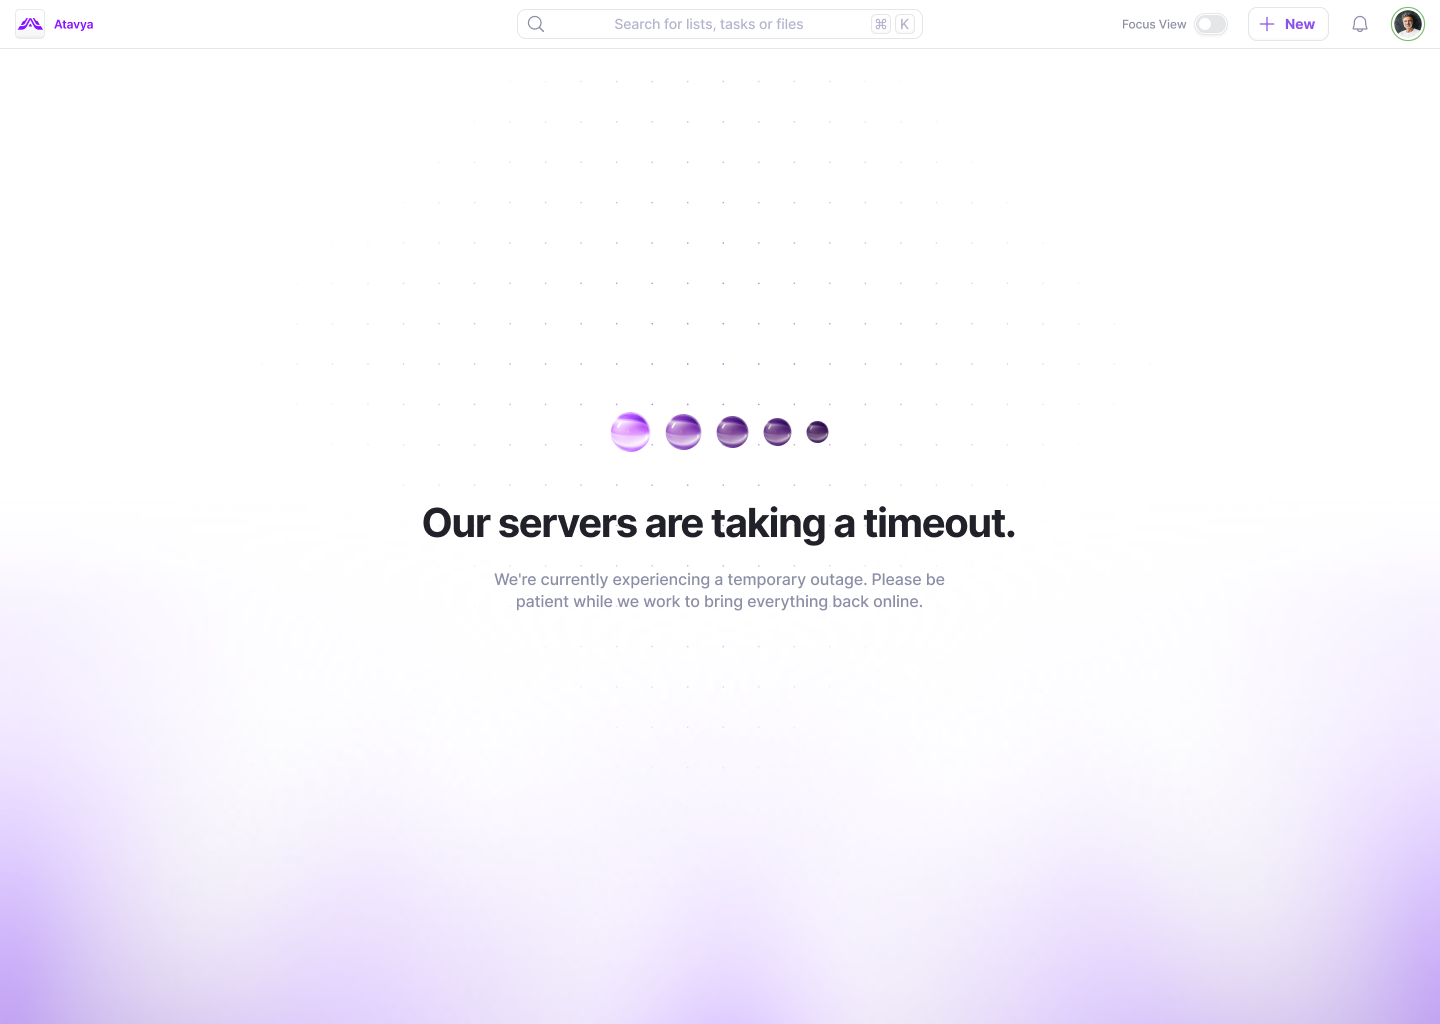 Atavya
Search for lists, tasks or files
⌘ K
Focus View
New
Our servers are taking a timeout.
We're currently experiencing a temporary outage. Please be
patient while we work to bring everything back online.